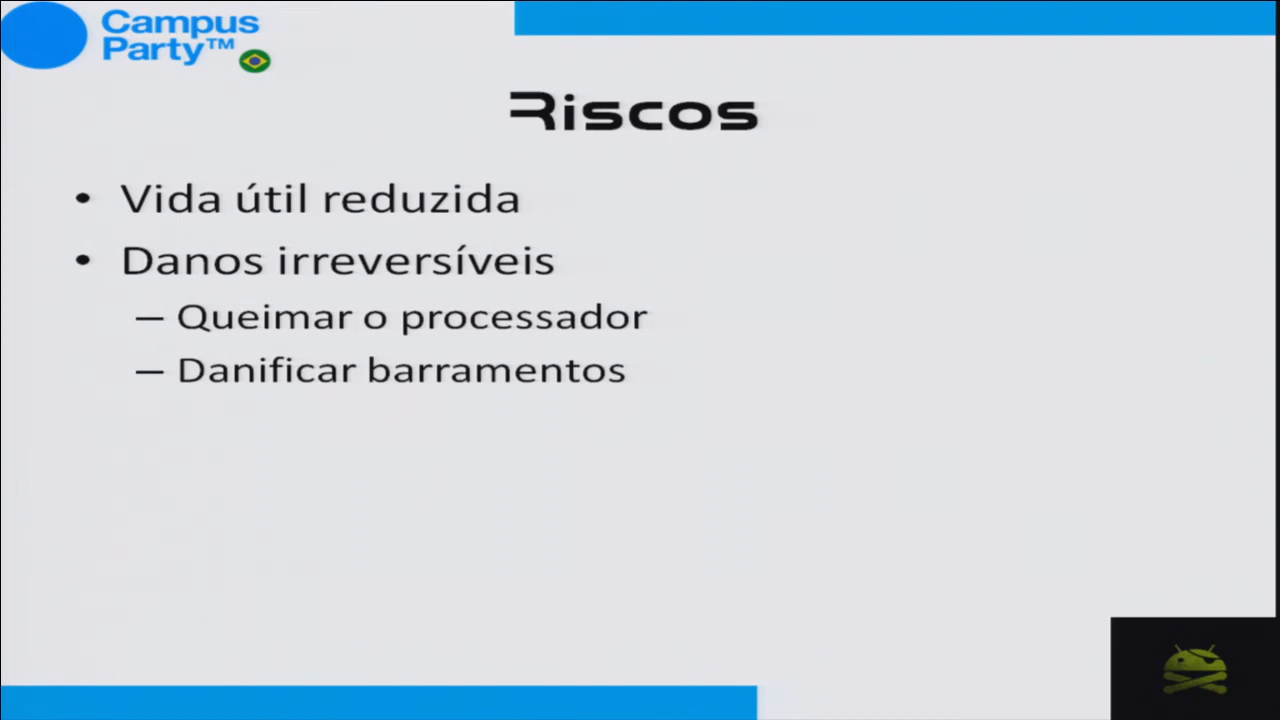 Campus
Party™
Riscos
• Vida útil reduzida
• Danos irreversíveis
– Queimar o processador
– Danificar barramentos